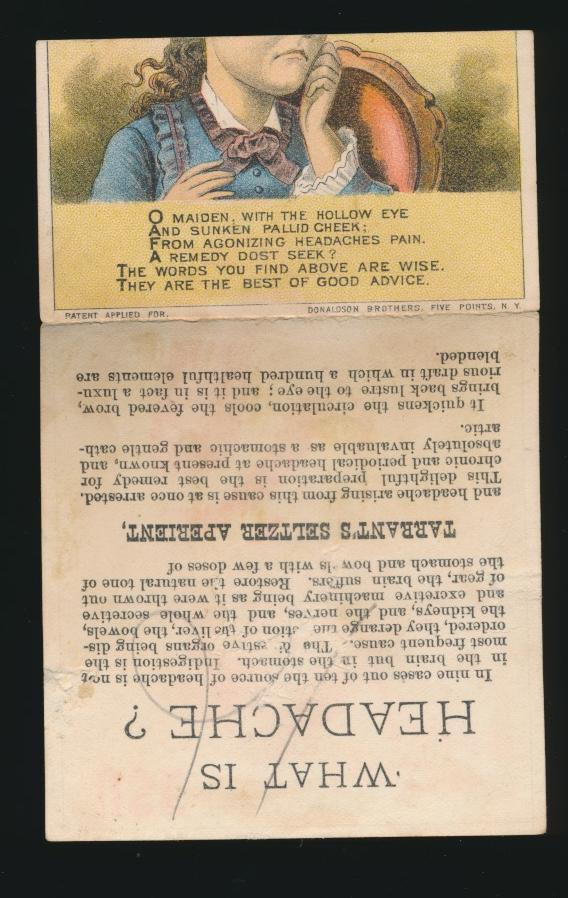 O MAIDEN, WITH THE HOLLOW EYE
AND SUNKEN PALLID CHEEK;
FROM AGONIZING HEADACHES PAIN.
A REMEDY DOST SEEK?
THE WORDS YOU FIND ABOVE ARE WISE.
THEY ARE THE BEST OF GOOD ADVICE.
PATENT APPLIED FOR.
DONALDSON BROTHERS, FIVE POINTS, N. Y.
WHAT IS
HEADACHE?
In nine cases out of ten the source of headache is not
in the brain but in the stomach. Indigestion is the
most frequent cause. The digestive organs being dis-
ordered, they derange the action of the liver, the bowels,
the kidneys, and the nerves, and the whole secretive
and excretive machinery being as it were thrown out
of gear, the brain suffers. Restore the natural tone of
the stomach and bowels with a few doses of
TARRANT'S SELTZER APERIENT,
and headache arising from this cause is at once arrested.
This delightful preparation is the best remedy for
chronic and periodical headache at present known, and
absolutely invaluable as a stomachic and gentle cath-
artic.
It quickens the circulation, cools the fevered brow,
brings back lustre to the eye; and it is in fact a luxu-
rious draft in which a hundred healthful elements are
blended.